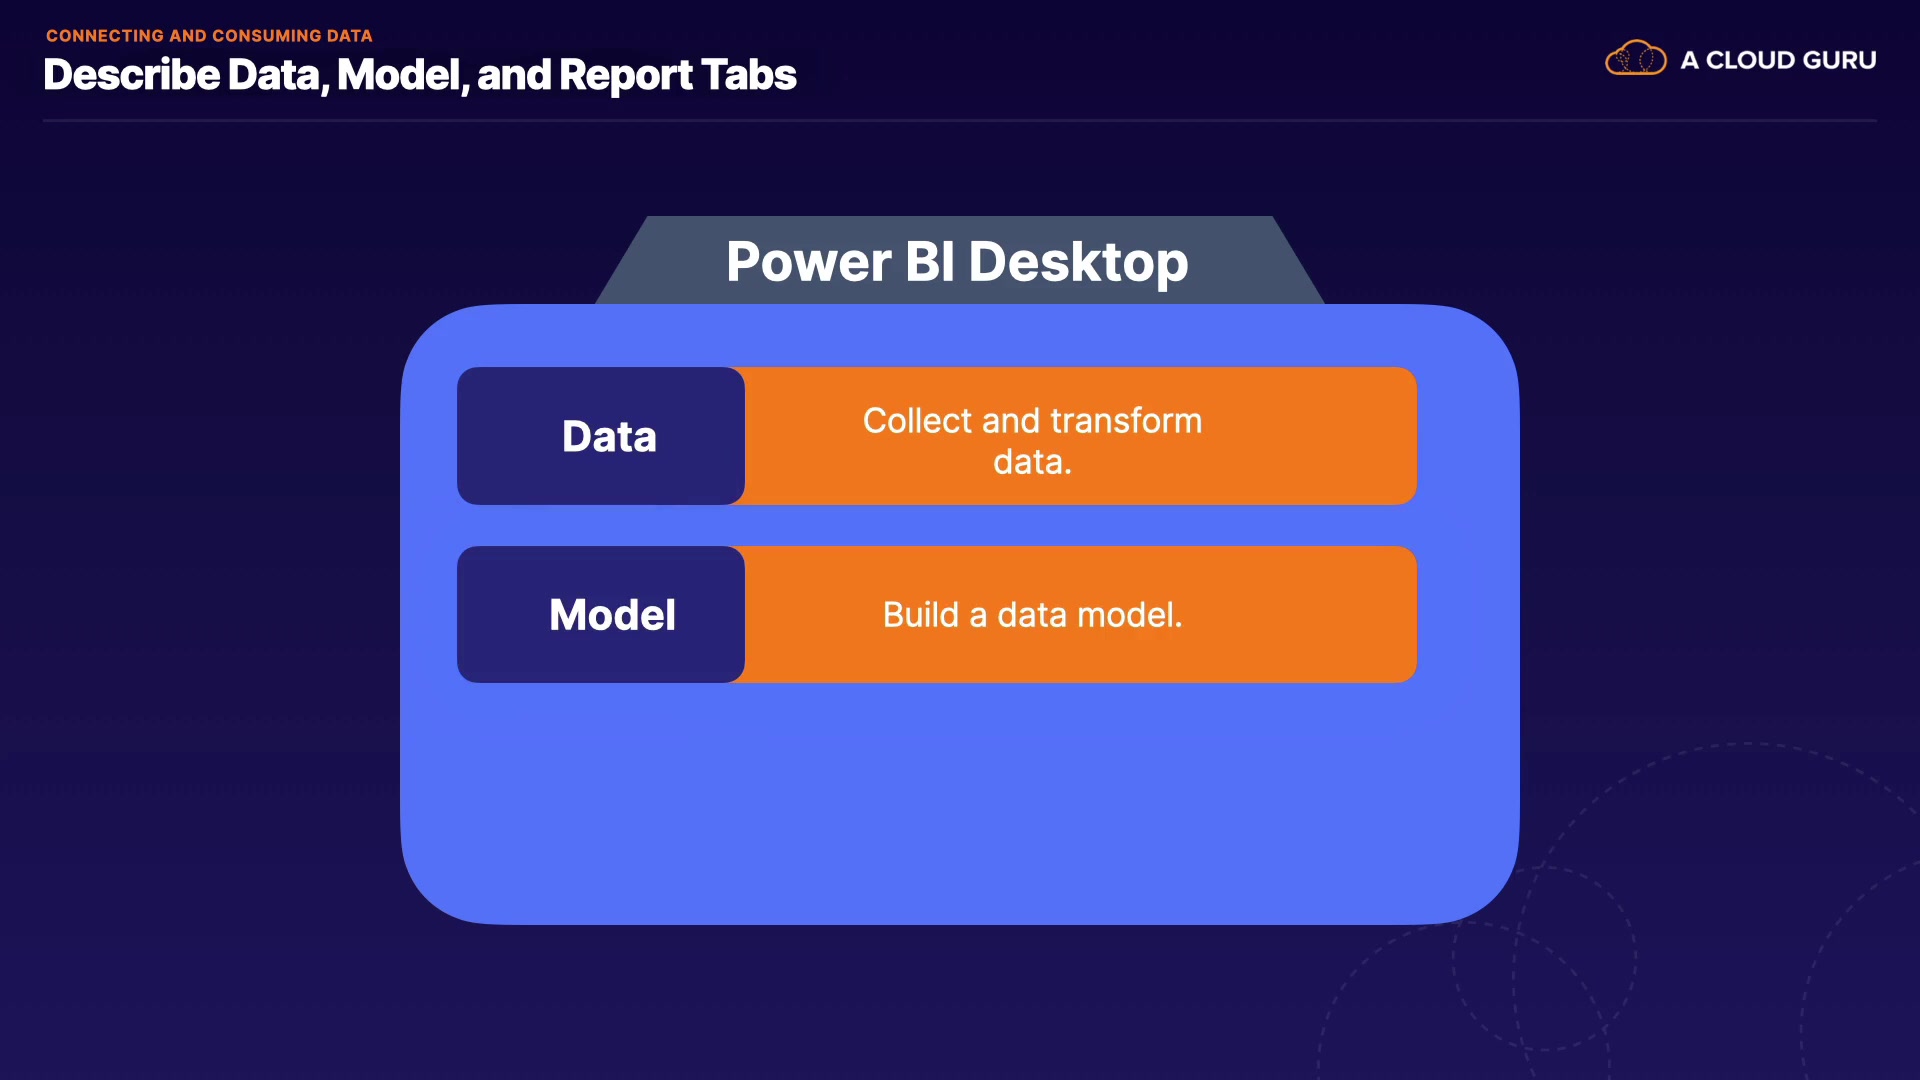 CONNECTING AND CONSUMING DATA
Describe Data, Model, and Report Tabs
A CLOUD GURU
Power BI Desktop
Data
Collect and transform
data.
Model
Build a data model.